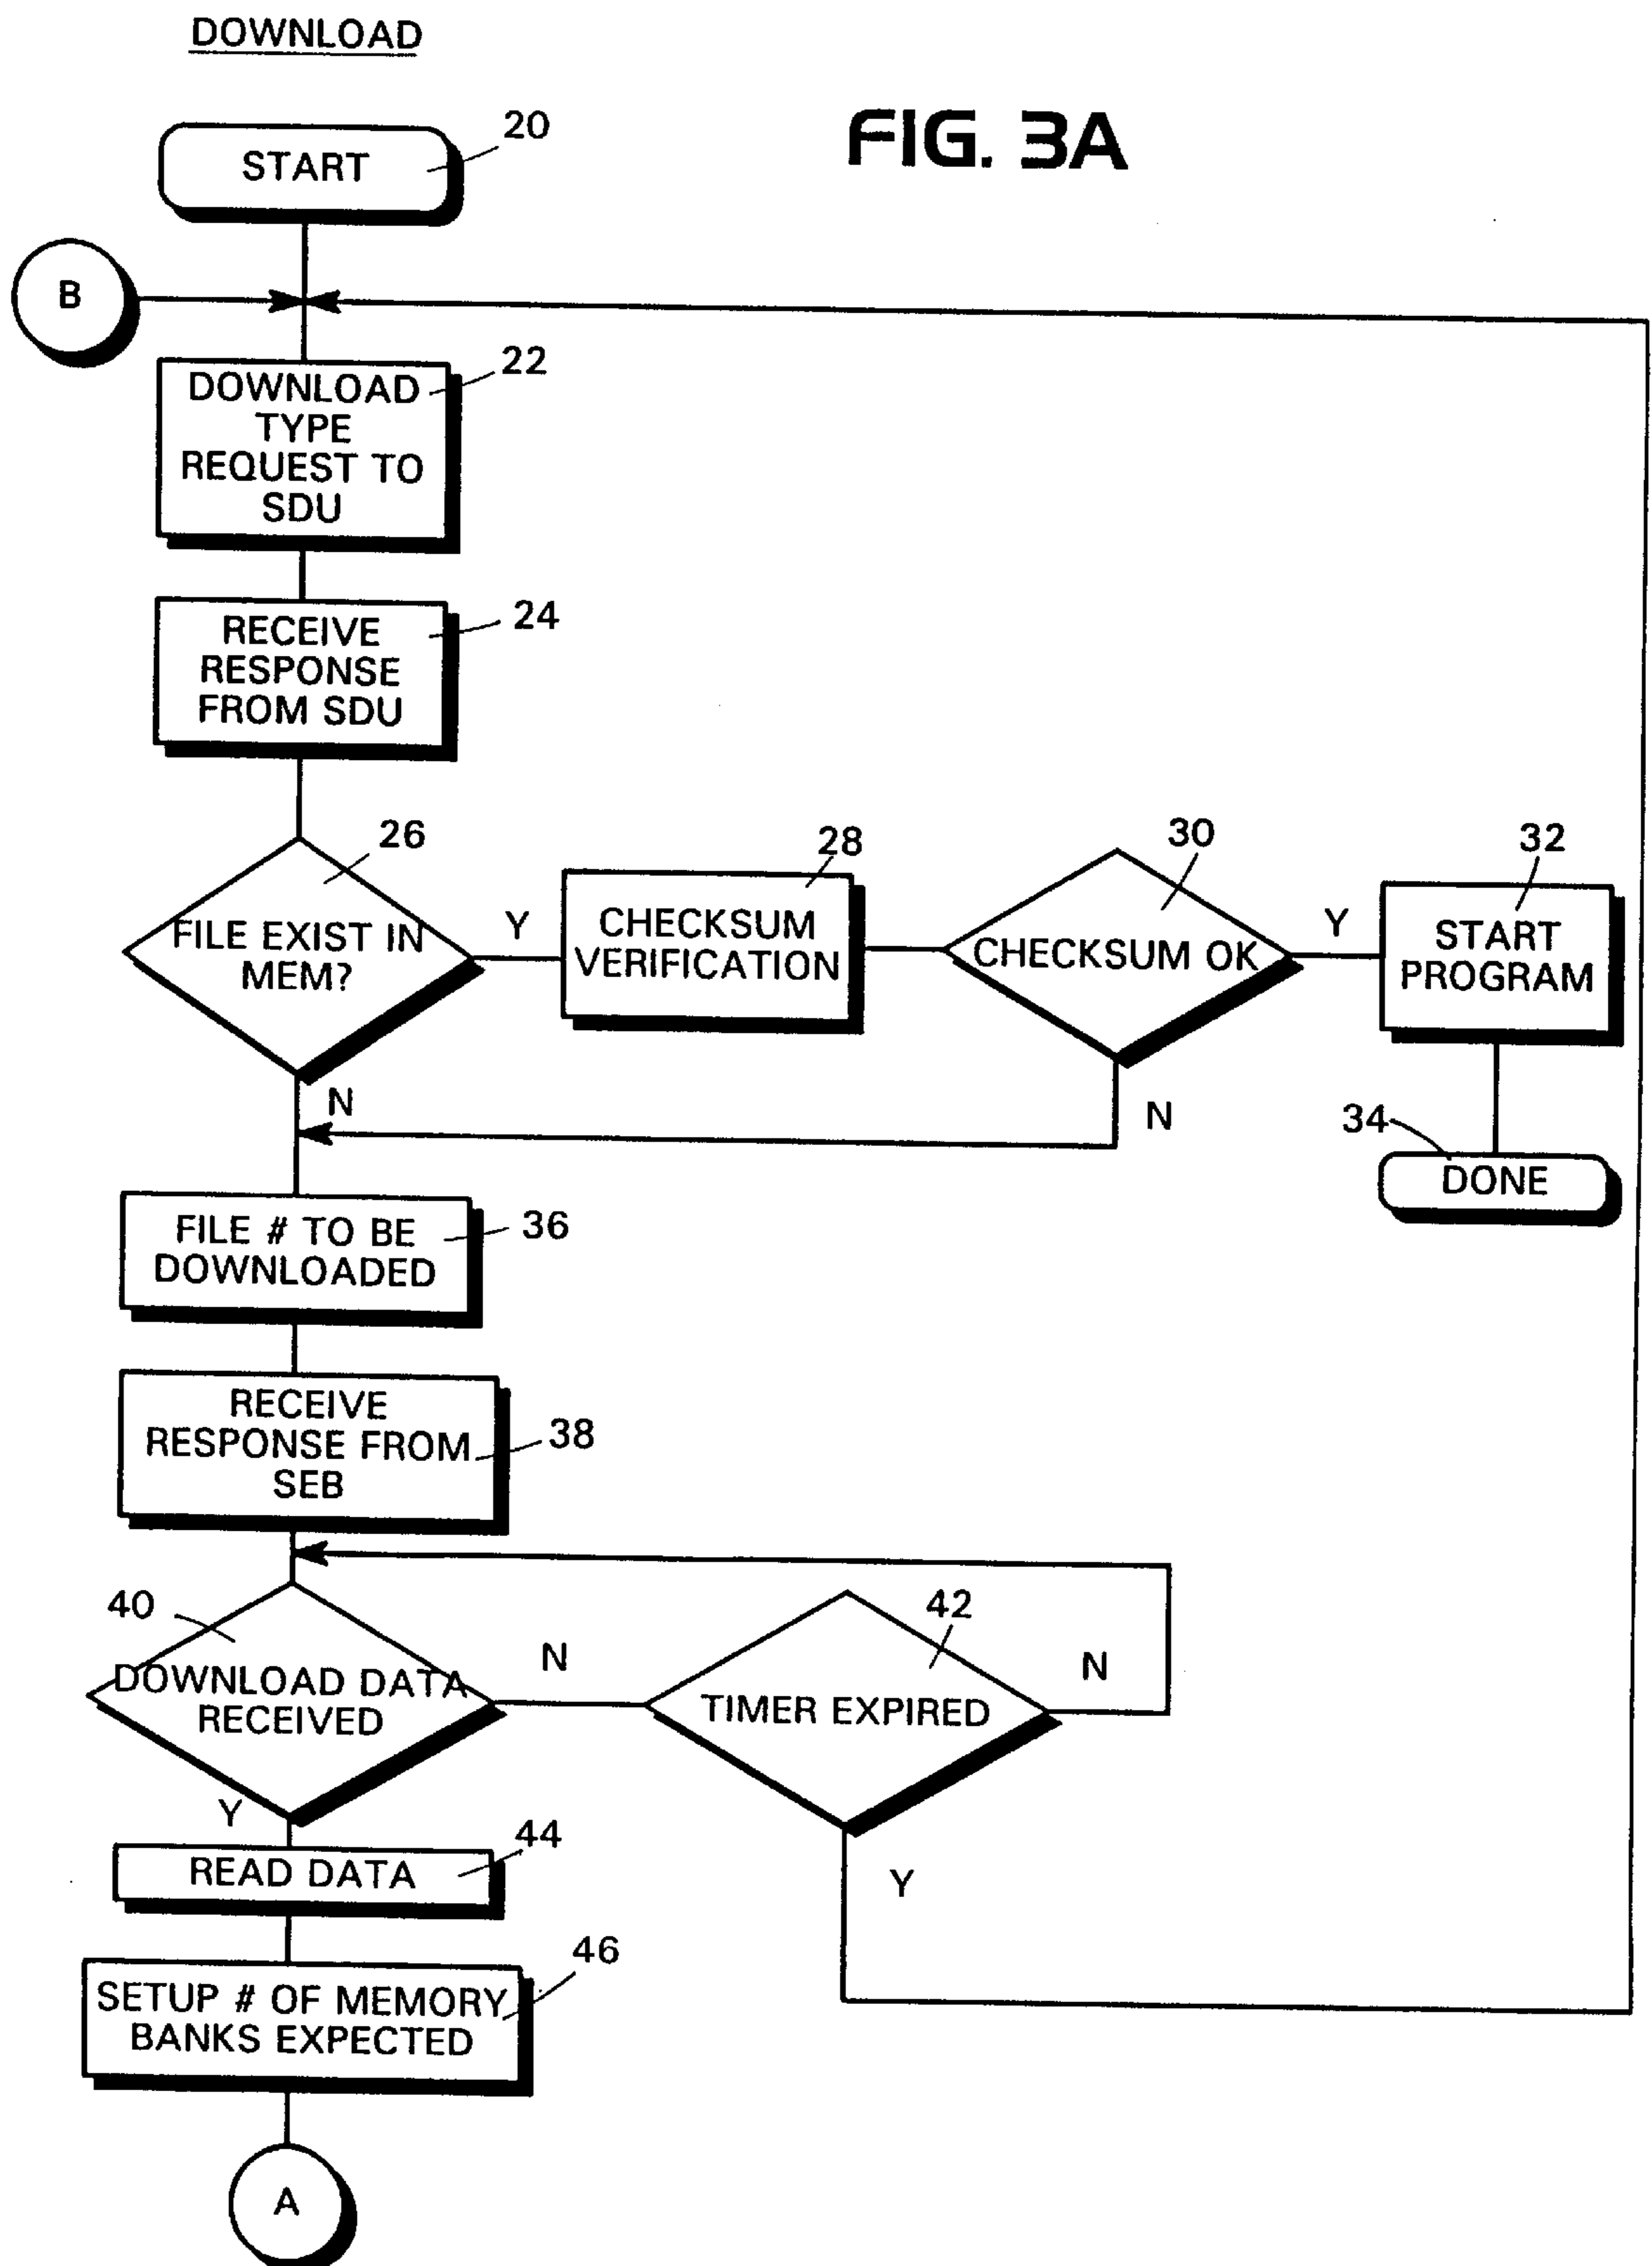 DOWNLOAD
FIG. 3A
START
20
B
DOWNLOAD
TYPE
REQUEST TO
SDU
22
RECEIVE
RESPONSE
FROM SDU
24
26
FILE EXIST IN
MEM?
Y
N
28
CHECKSUM
VERIFICATION
30
CHECKSUM OK
Y
N
32
START
PROGRAM
34
DONE
FILE # TO BE
DOWNLOADED
36
RECEIVE
RESPONSE FROM
SEB
38
40
DOWNLOAD DATA
RECEIVED
N
Y
42
TIMER EXPIRED
N
Y
44
READ DATA
46
SETUP # OF MEMORY
BANKS EXPECTED
A